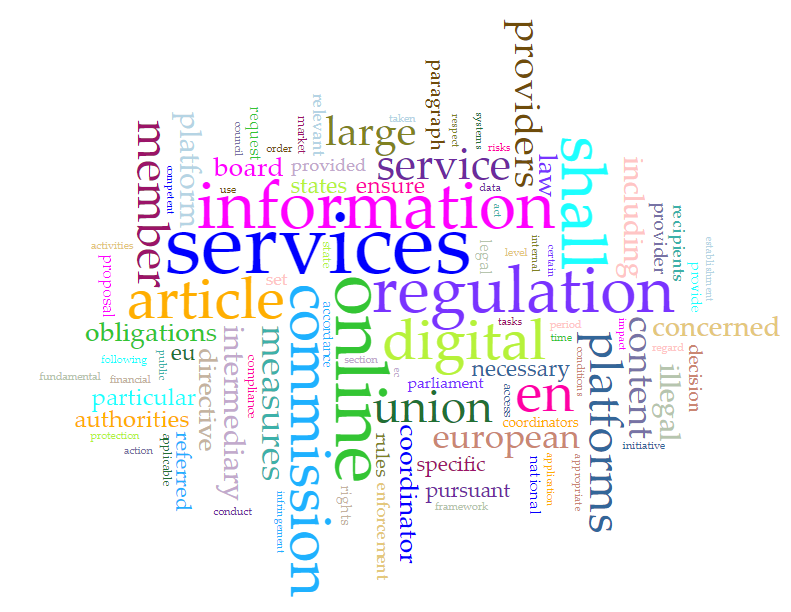 providers
paragraph
relevant
taken
respect
systems
market
request
council
platform
member
large
order
risks
law
shall
service
board
provided
including
competent
use
states
ensure
data
act
information
recipients
provider
services
activities
proposal
state
legal
level
internal
certain
establishment
provide
set
regulation
article
commission
online
accordance
tasks
period
impact
content
concerned
obligations
intermediary
measures
digital
time
platforms
regard
decision
eu
directive
public
following
compliance
section
ec
necessary
conditions
illegal
fundamental
financial
parliament
access
particular
union
en
authorities
coordinators
protection
action
applicable
referred
rules
coordinator
european
initiative
specific
national
application
appropriate
pursuant
enforcement
rights
infringement
conduct
framework